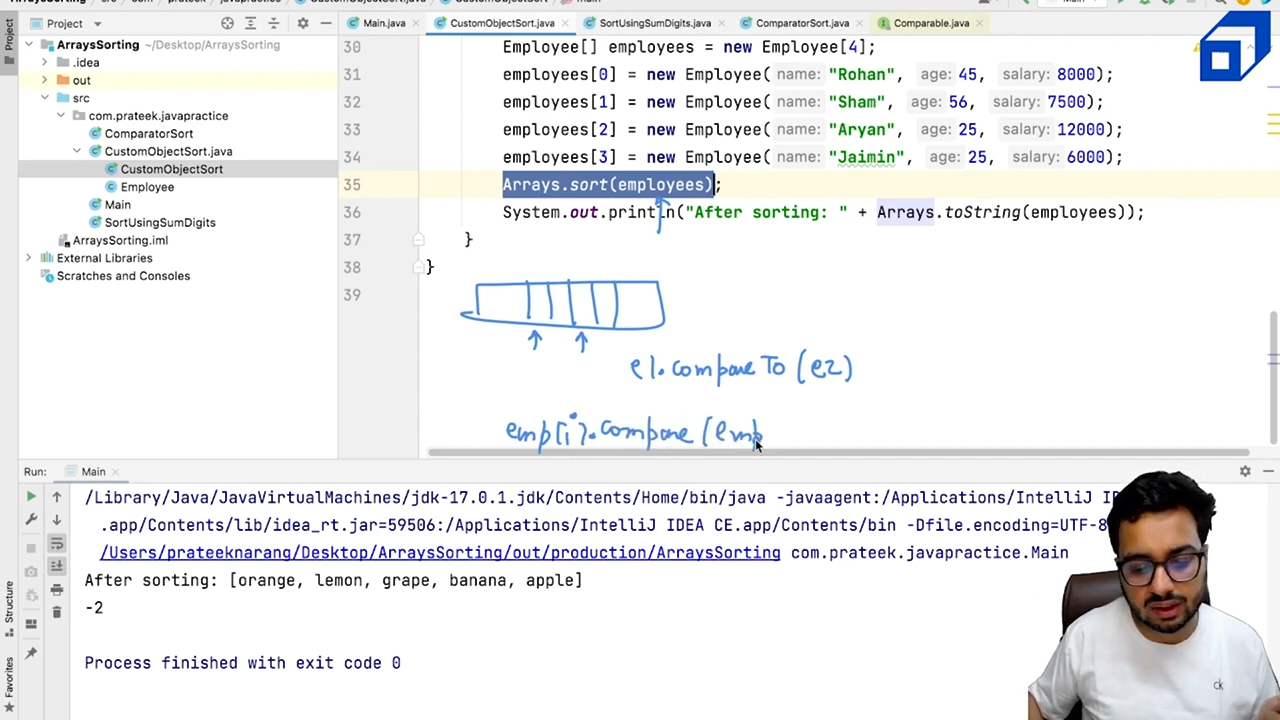 Project
Main.java
CustomObjectSort.java
SortUsingSumDigits.java
ComparatorSort.java
Comparable.java
ArraysSorting ~/Desktop/ArraysSorting
.idea
out
src
com.prateek.javapractice
ComparatorSort
CustomObjectSort.java
CustomObjectSort
Employee
Main
SortUsingSumDigits
ArraysSorting.iml
External Libraries
Scratches and Consoles
Structure
Favorites
30 Employee[] employees = new Employee[4];
31 employees[0] = new Employee( name: "Rohan", age: 45, salary: 8000);
32 employees[1] = new Employee( name: "Sham", age: 56, salary: 7500);
33 employees[2] = new Employee( name: "Aryan", age: 25, salary: 12000);
34 employees[3] = new Employee( name: "Jaimin", age: 25, salary: 6000);
35 Arrays.sort(employees);
36 System.out.println("After sorting: " + Arrays.toString(employees));
37 }
38 }
39
e1.compareTo(e2)
emp[i].compare(emp
Run: Main
/Library/Java/JavaVirtualMachines/jdk-17.0.1.jdk/Contents/Home/bin/java -javaagent:/Applications/IntelliJ
.app/Contents/lib/idea_rt.jar=59506:/Applications/IntelliJ IDEA CE.app/Contents/bin -Dfile.encoding=UTF-8
/Users/prateeknarang/Desktop/ArraysSorting/out/production/ArraysSorting com.prateek.javapractice.Main
After sorting: [orange, lemon, grape, banana, apple]
-2
Process finished with exit code 0